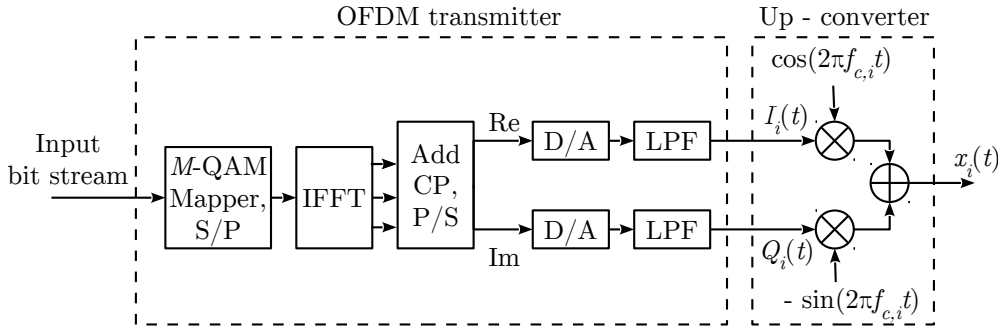 OFDM transmitter
Up - converter
cos(2πf_{c,i}t)
Input
bit stream
M-QAM
Mapper,
S/P
IFFT
Add
CP,
P/S
Re
D/A
LPF
I_i(t)
x_i(t)
Im
D/A
LPF
Q_i(t)
- sin(2πf_{c,i}t)